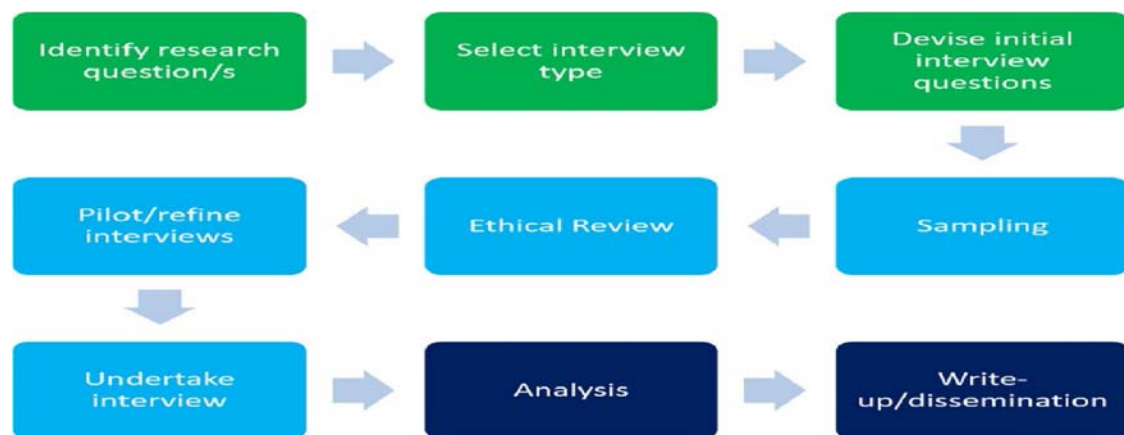 Identify research
question/s
Select interview
type
Devise initial
interview
questions
Sampling
Ethical Review
Pilot/refine
interviews
Undertake
interview
Analysis
Write-
up/dissemination